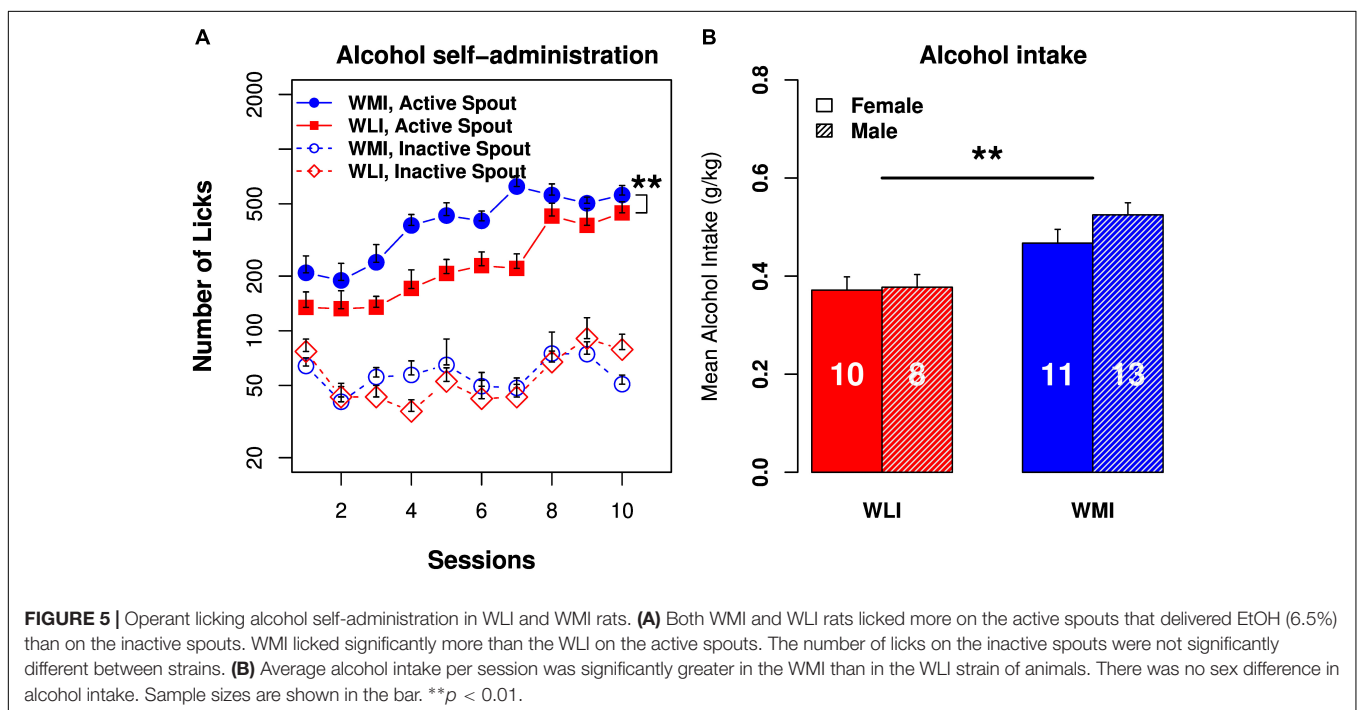 A
Alcohol self−administration
WMI, Active Spout
WLI, Active Spout
WMI, Inactive Spout
WLI, Inactive Spout
**
Number of Licks
2000
500
200
100
50
20
2
4
6
8
10
Sessions
B
Alcohol intake
Female
Male
**
Mean Alcohol Intake (g/kg)
0.8
0.6
0.4
0.2
0.0
10
8
11
13
WLI
WMI
FIGURE 5 | Operant licking alcohol self-administration in WLI and WMI rats. (A) Both WMI and WLI rats licked more on the active spouts that delivered EtOH (6.5%)
than on the inactive spouts. WMI licked significantly more than the WLI on the active spouts. The number of licks on the inactive spouts were not significantly
different between strains. (B) Average alcohol intake per session was significantly greater in the WMI than in the WLI strain of animals. There was no sex difference in
alcohol intake. Sample sizes are shown in the bar. **p < 0.01.